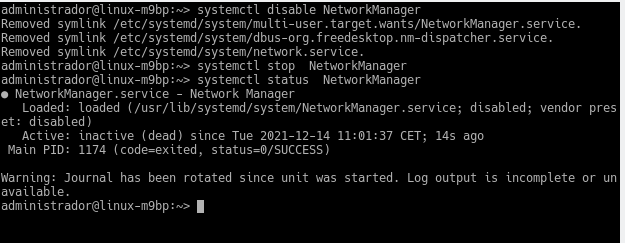 administrador@linux-m9bp:~> systemctl disable NetworkManager
Removed symlink /etc/systemd/system/multi-user.target.wants/NetworkManager.service.
Removed symlink /etc/systemd/system/dbus-org.freedesktop.nm-dispatcher.service.
Removed symlink /etc/systemd/system/network.service.
administrador@linux-m9bp:~> systemctl stop  NetworkManager
administrador@linux-m9bp:~> systemctl status  NetworkManager
● NetworkManager.service - Network Manager
   Loaded: loaded (/usr/lib/systemd/system/NetworkManager.service; disabled; vendor pres
et: disabled)
   Active: inactive (dead) since Tue 2021-12-14 11:01:37 CET; 14s ago
 Main PID: 1174 (code=exited, status=0/SUCCESS)

Warning: Journal has been rotated since unit was started. Log output is incomplete or un
available.
administrador@linux-m9bp:~>